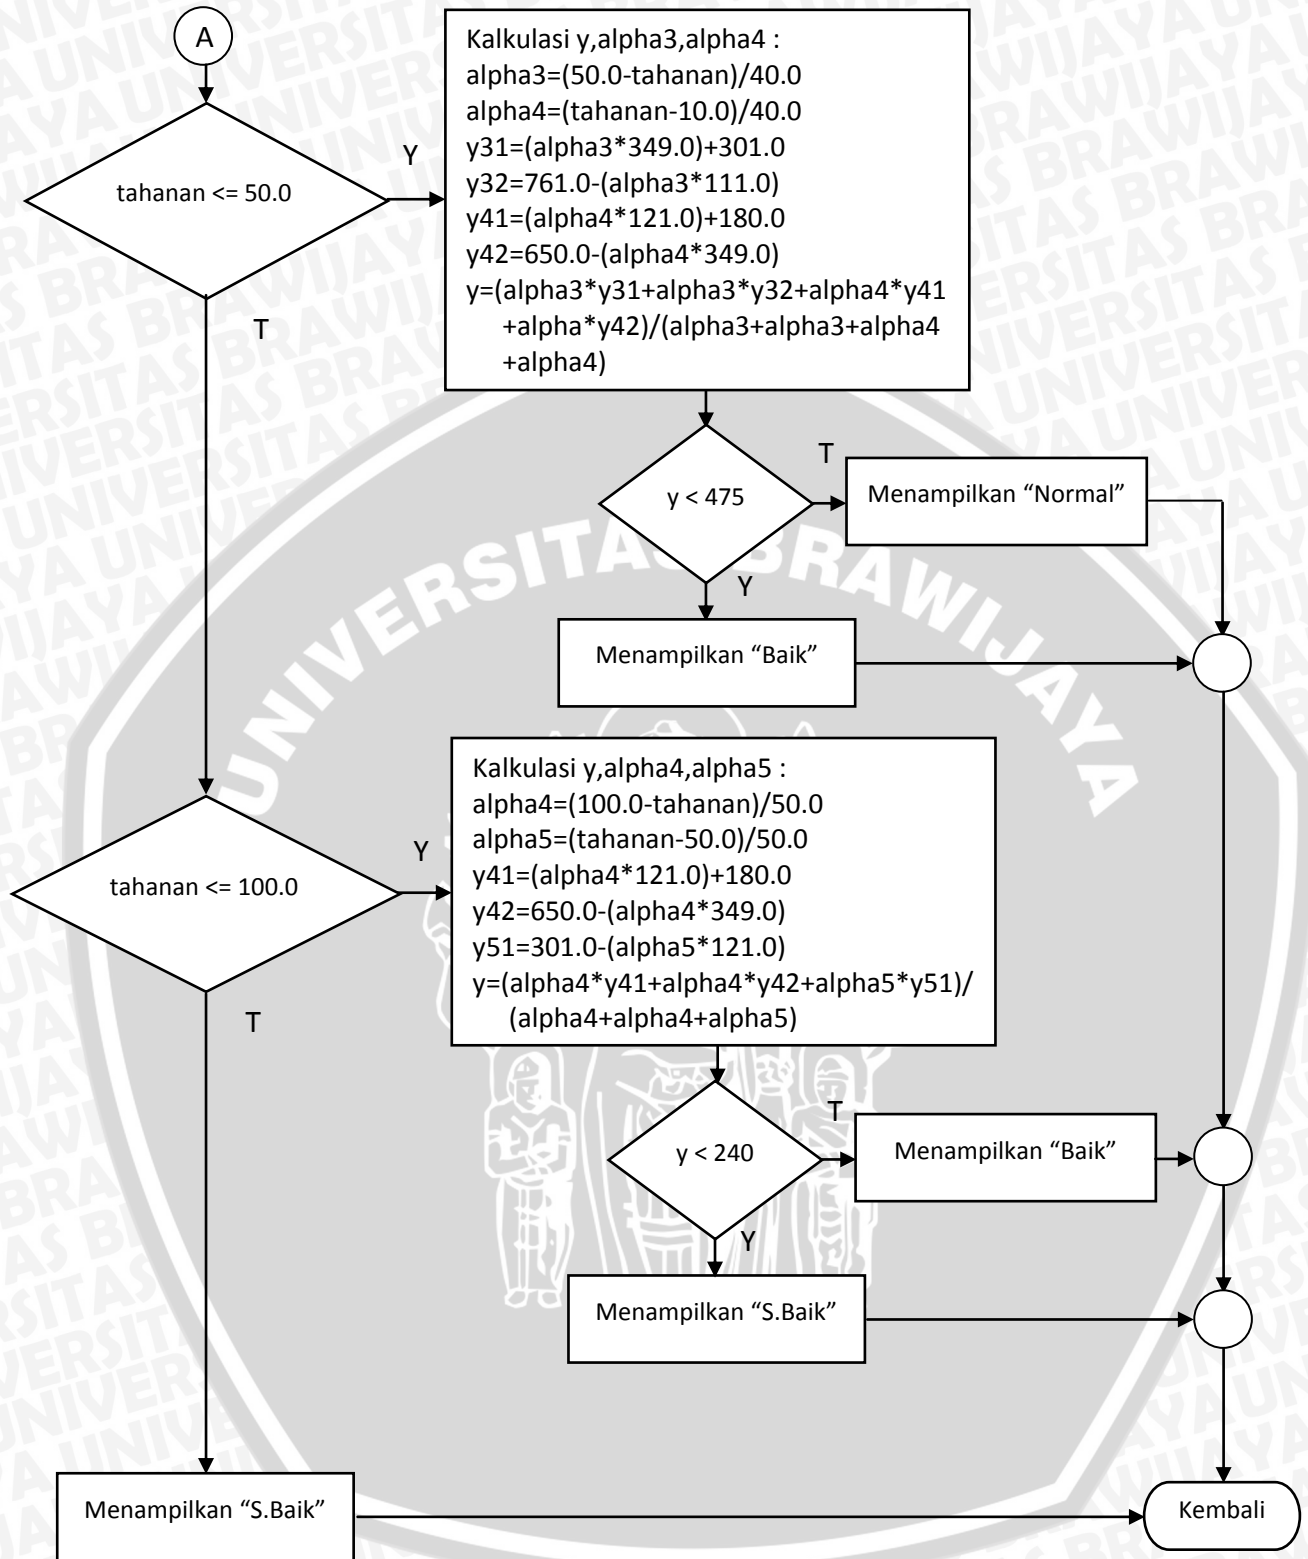 A
Kalkulasi y,alpha3,alpha4 :
alpha3=(50.0-tahanan)/40.0
alpha4=(tahanan-10.0)/40.0
y31=(alpha3*349.0)+301.0
y32=761.0-(alpha3*111.0)
y41=(alpha4*121.0)+180.0
y42=650.0-(alpha4*349.0)
y=(alpha3*y31+alpha3*y32+alpha4*y41
+alpha*y42)/(alpha3+alpha3+alpha4
+alpha4)
tahanan <= 50.0
Y
T
y < 475
T
Menampilkan “Normal”
Y
Menampilkan “Baik”
UNIVERSITAS BRAWIJAYA
Kalkulasi y,alpha4,alpha5 :
alpha4=(100.0-tahanan)/50.0
alpha5=(tahanan-50.0)/50.0
y41=(alpha4*121.0)+180.0
y42=650.0-(alpha4*349.0)
y51=301.0-(alpha5*121.0)
y=(alpha4*y41+alpha4*y42+alpha5*y51)/
(alpha4+alpha4+alpha5)
tahanan <= 100.0
Y
T
y < 240
T
Menampilkan “Baik”
Y
Menampilkan “S.Baik”
Menampilkan “S.Baik”
Kembali